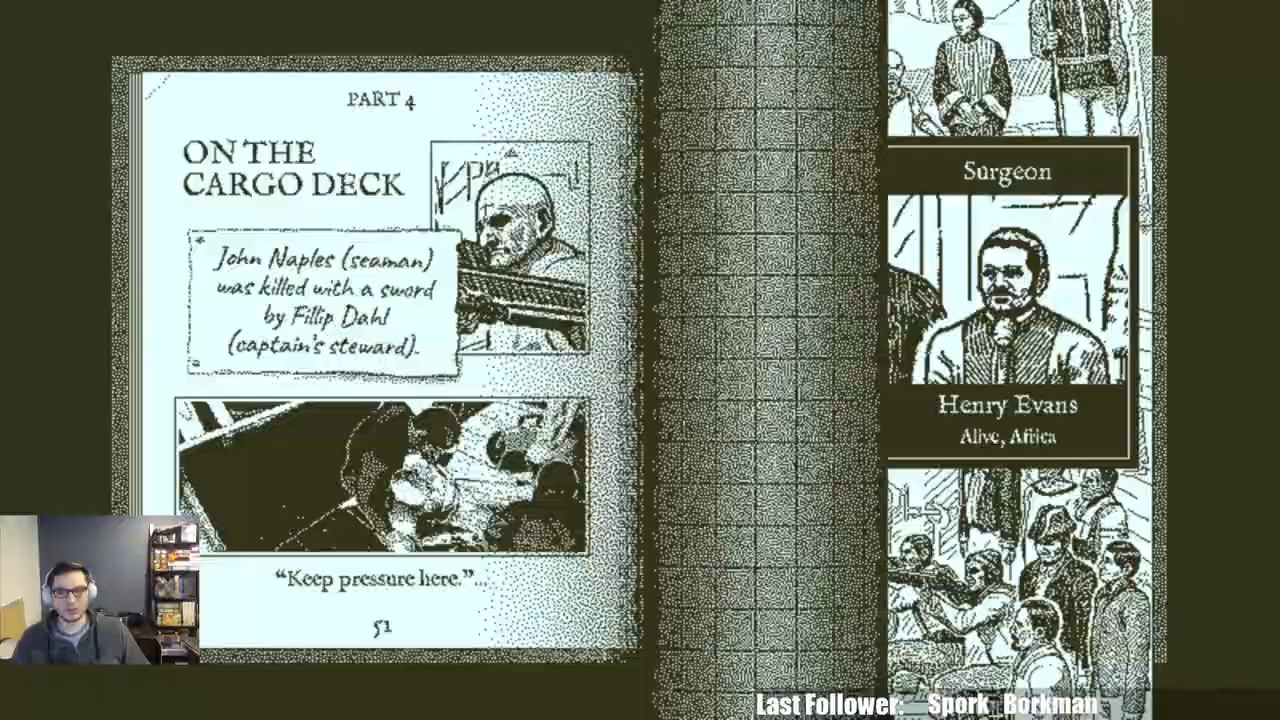 PART 4
ON THE
CARGO DECK
John Naples (seaman)
was killed with a sword
by Fillip Dahl
(captain's steward).
"Keep pressure here."...
51
Surgeon
Henry Evans
Alive, Africa
Last Follower: Spork_Borkman